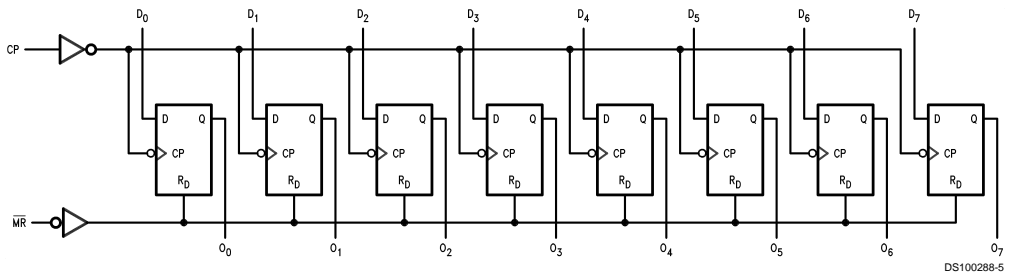 D0 D1 D2 D3 D4 D5 D6 D7
CP
D Q D Q D Q D Q D Q D Q D Q D Q
CP CP CP CP CP CP CP CP
RD RD RD RD RD RD RD RD
MR
O0 O1 O2 O3 O4 O5 O6 O7
DS100288-5